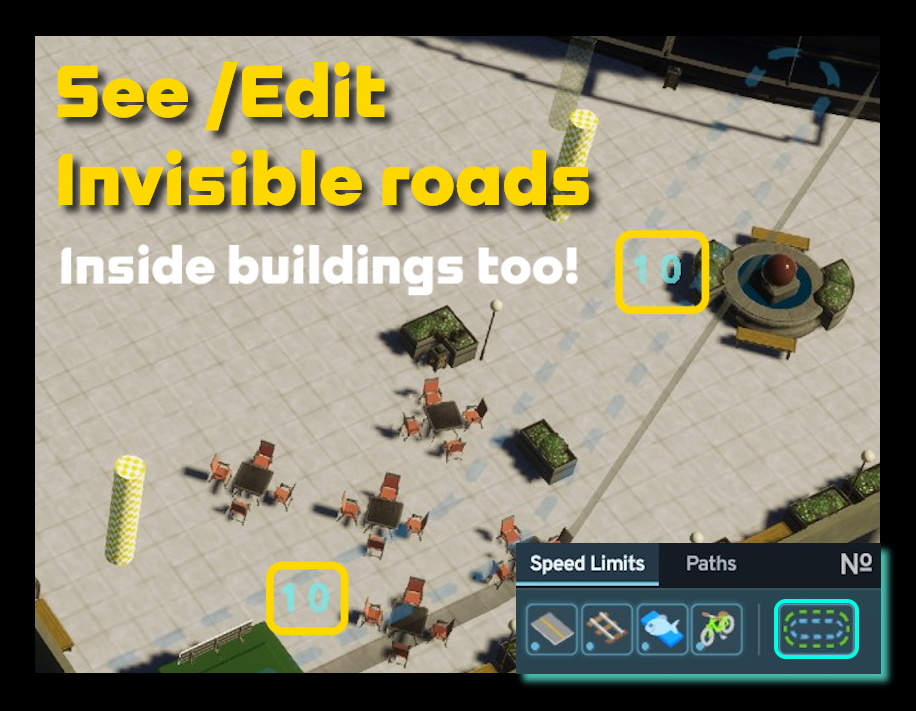 See /Edit
Invisible roads
Inside buildings too!
10
10
Speed Limits Paths Nº